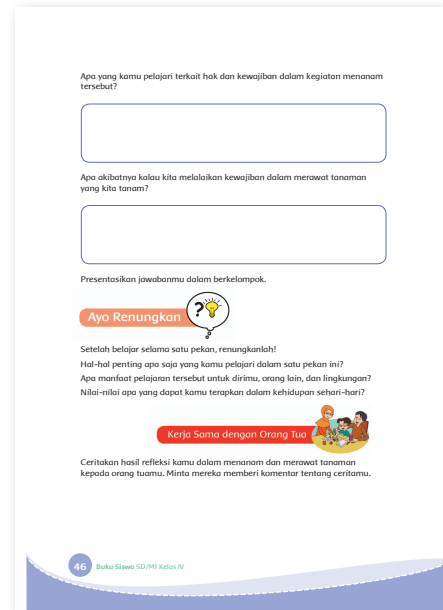 Apa yang kamu pelajari terkait hak dan kewajiban dalam kegiatan menanam
tersebut?
Apa akibatnya kalau kita melalaikan kewajiban dalam merawat tanaman
yang kita tanam?
Presentasikan jawabanmu dalam berkelompok.
Ayo Renungkan
?
Setelah belajar selama satu pekan, renungkanlah!
Hal-hal penting apa saja yang kamu pelajari dalam satu pekan ini?
Apa manfaat pelajaran tersebut untuk dirimu, orang lain, dan lingkungan?
Nilai-nilai apa yang dapat kamu terapkan dalam kehidupan sehari-hari?
Kerja Sama dengan Orang Tua
Ceritakan hasil refleksi kamu dalam menanam dan merawat tanaman
kepada orang tuamu. Minta mereka memberi komentar tentang ceritamu.
46 Buku Siswa SD/MI Kelas IV